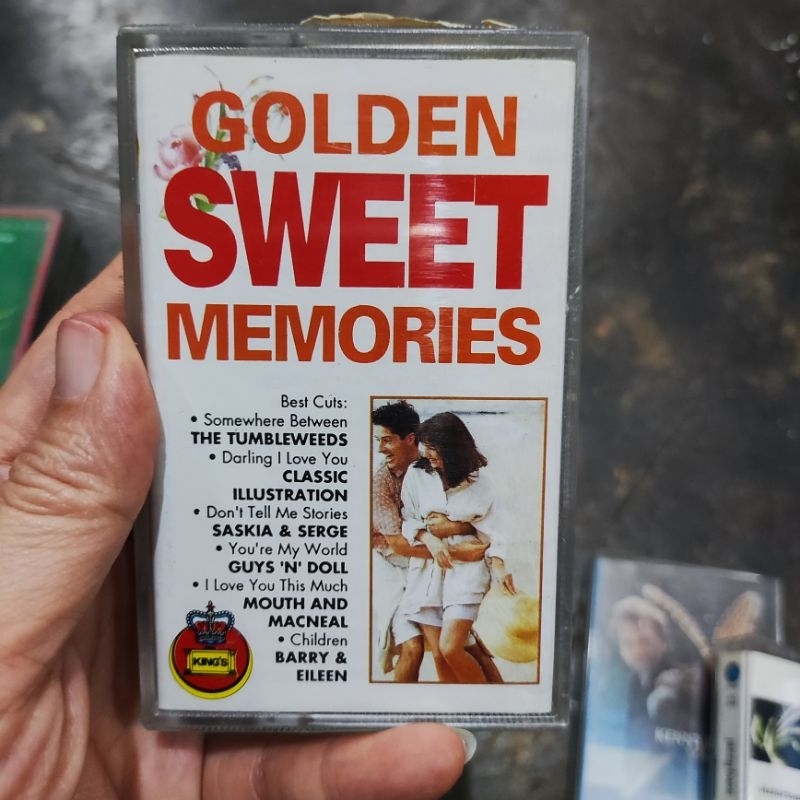 GOLDEN
SWEET
MEMORIES
Best Cuts:
• Somewhere Between
THE TUMBLEWEEDS
• Darling I Love You
CLASSIC
ILLUSTRATION
• Don't Tell Me Stories
SASKIA & SERGE
• You're My World
GUYS 'N' DOLL
• I Love You This Much
MOUTH AND
MACNEAL
• Children
BARRY &
EILEEN
KING'S